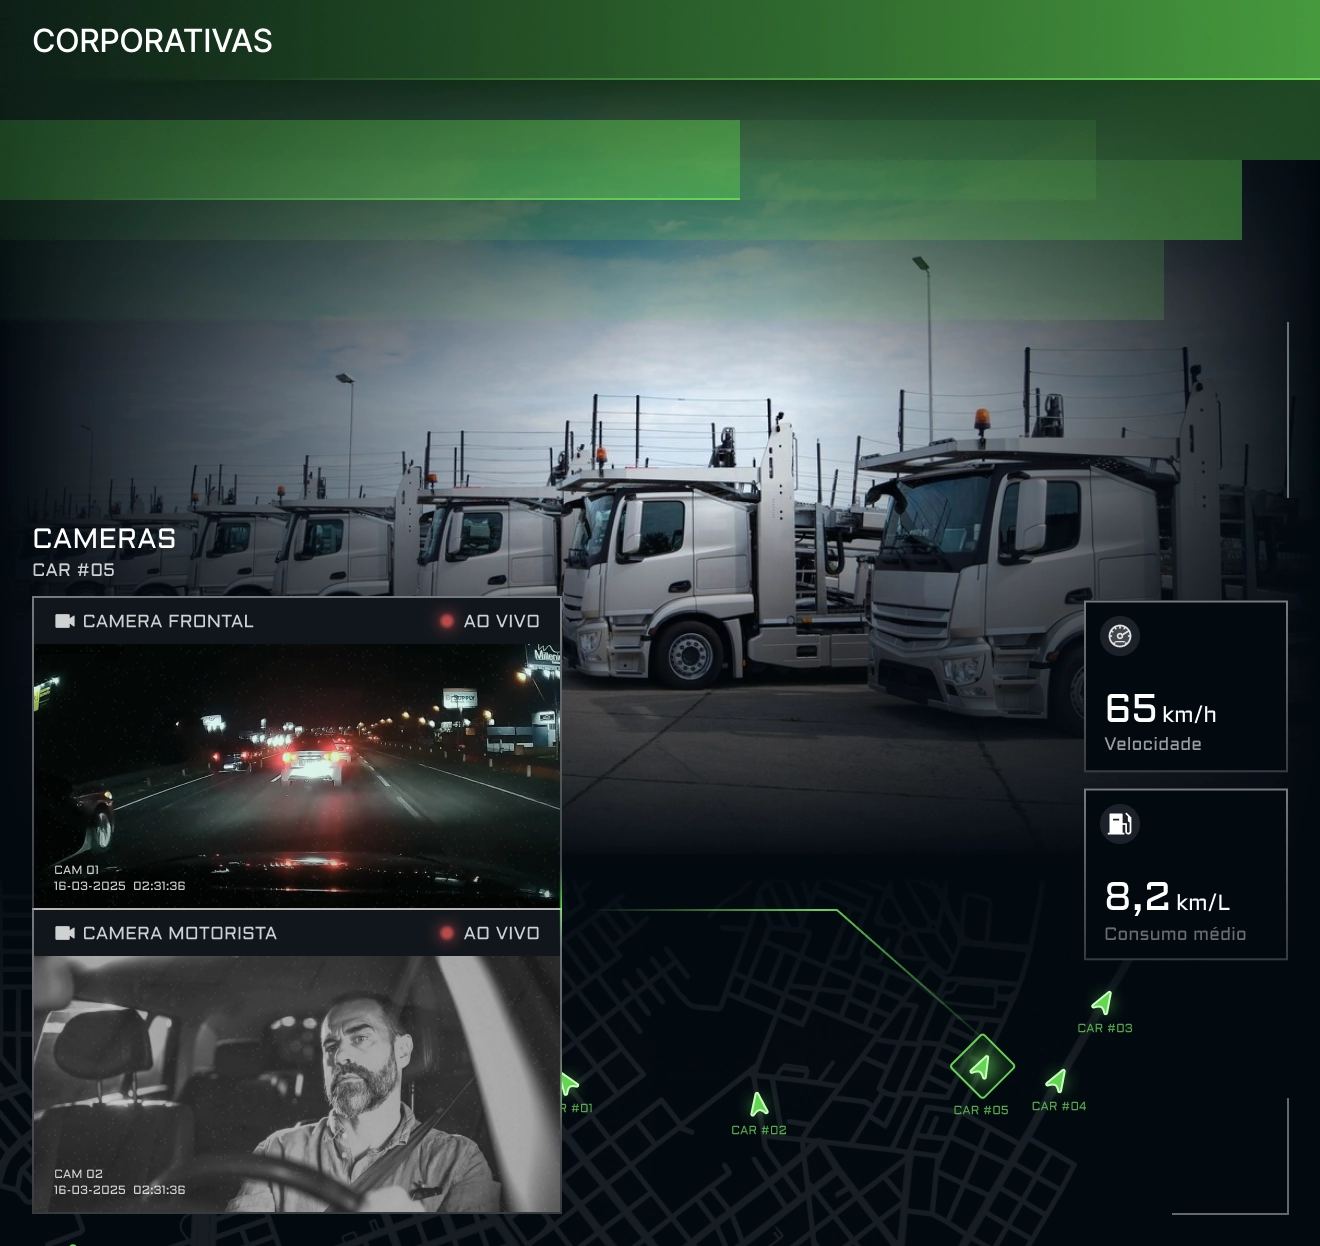 CORPORATIVAS
CAMERAS
CAR #05
CAMERA FRONTAL
AO VIVO
SUPPLY
CAM 01
16-03-2025 02:31:36
CAMERA MOTORISTA
AO VIVO
CAM 02
16-03-2025 02:31:36
65 km/h
Velocidade
8,2 km/L
Consumo médio
CAR #03
R #01
CAR #02
CAR #05
CAR #04